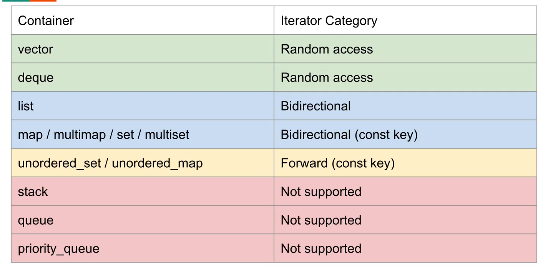 Container Iterator Category
vector Random access
deque Random access
list Bidirectional
map / multimap / set / multiset Bidirectional (const key)
unordered_set / unordered_map Forward (const key)
stack Not supported
queue Not supported
priority_queue Not supported